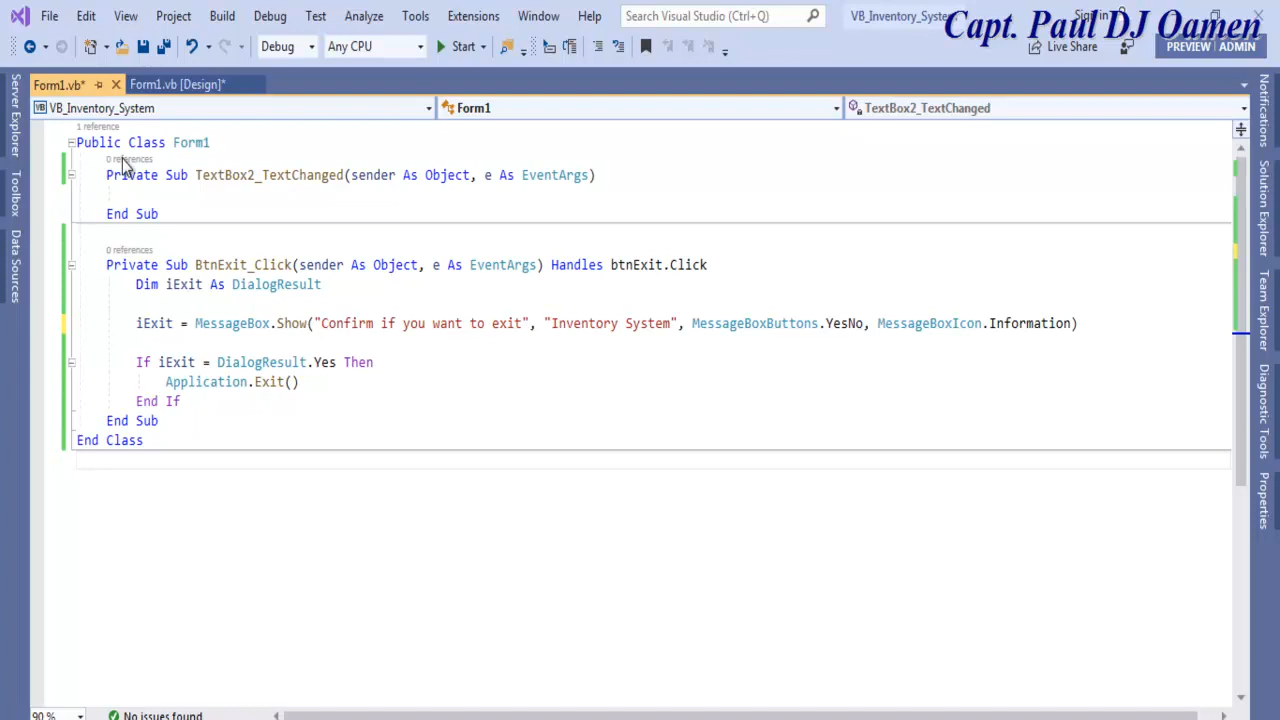 File Edit View Project Build Debug Test Analyze Tools Extensions Window Help Search Visual Studio (Ctrl+Q) VB_Inventory_System
Capt. Paul DJ Oamen
Debug Any CPU Start Live Share PREVIEW ADMIN
Form1.vb* Form1.vb [Design]*
VB_Inventory_System Form1 TextBox2_TextChanged
1 reference
Public Class Form1
0 references
Private Sub TextBox2_TextChanged(sender As Object, e As EventArgs)
End Sub
0 references
Private Sub BtnExit_Click(sender As Object, e As EventArgs) Handles btnExit.Click
Dim iExit As DialogResult
iExit = MessageBox.Show("Confirm if you want to exit", "Inventory System", MessageBoxButtons.YesNo, MessageBoxIcon.Information)
If iExit = DialogResult.Yes Then
Application.Exit()
End If
End Sub
End Class
90 % No issues found
Server Explorer
Toolbox
Data Sources
Notifications
Solution Explorer
Team Explorer
Diagnostic Tools
Properties